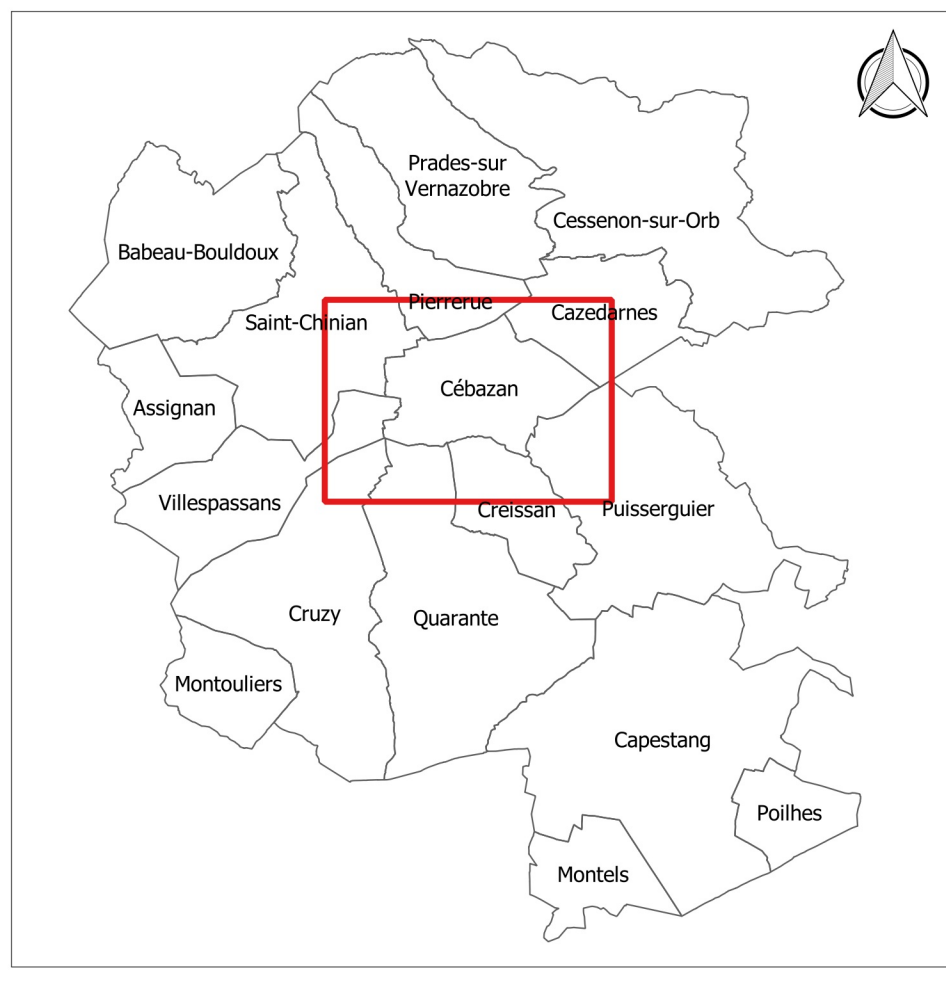 Prades-sur
Vernazobre
Cessenon-sur-Orb
Babeau-Bouldoux
Pierrerue
Saint-Chinian
Cazedarnes
Cébazan
Assignan
Villespassans
Creissan
Puisserguier
Cruzy
Quarante
Montouliers
Capestang
Poilhes
Montels